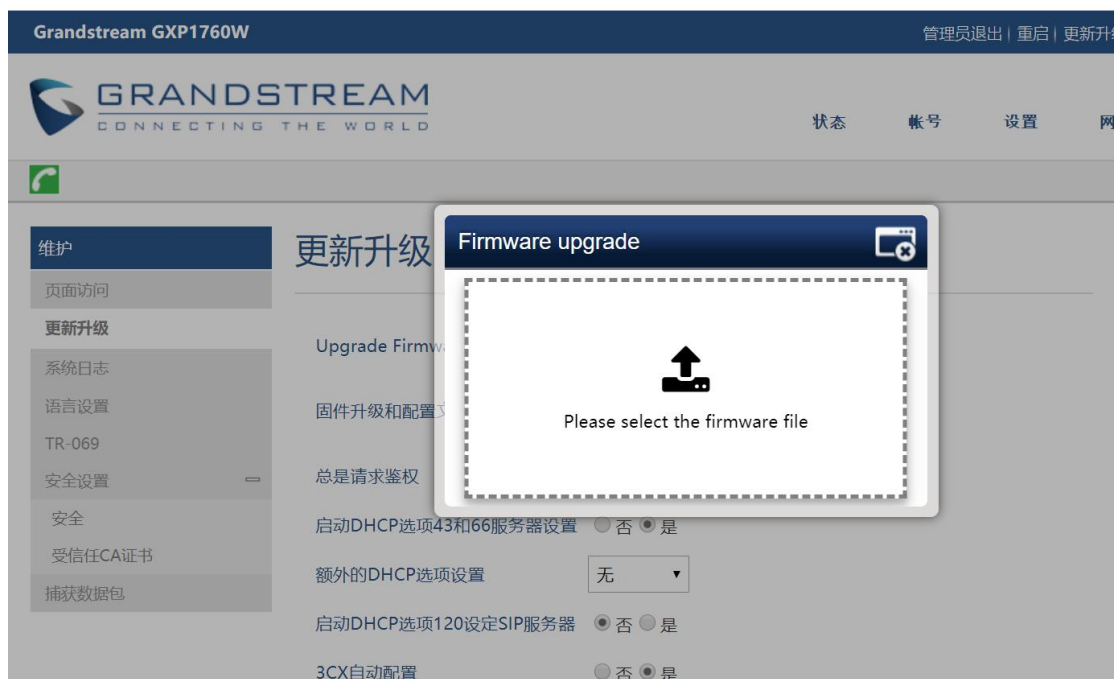 Grandstream GXP1760W
管理员退出 | 重启 | 更新升级
GRANDSTREAM
CONNECTING THE WORLD
状态 帐号 设置 网
维护
页面访问
更新升级
系统日志
语言设置
TR-069
安全设置
安全
受信任CA证书
捕获数据包
更新升级
Firmware upgrade
Please select the firmware file
Upgrade Firmw
固件升级和配置
总是请求鉴权
启动DHCP选项43和66服务器设置 否 是
额外的DHCP选项设置 无
启动DHCP选项120设定SIP服务器 否 是
3CX自动配置 否 是